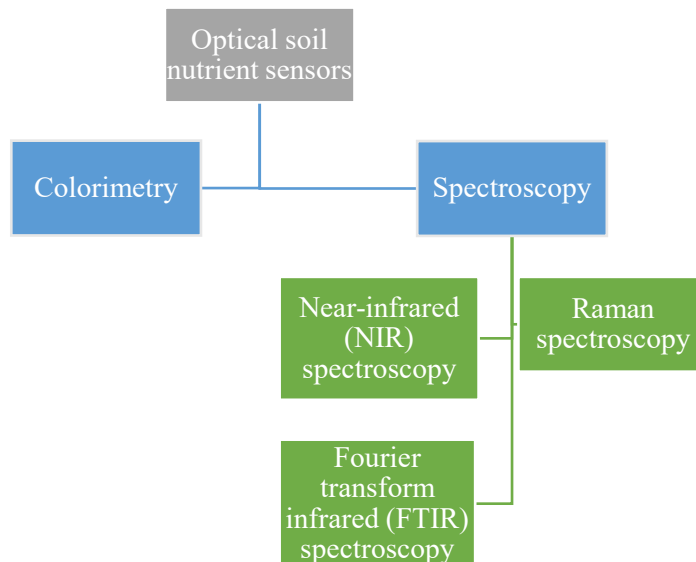 Optical soil
nutrient sensors
Colorimetry
Spectroscopy
Near-infrared
(NIR)
spectroscopy
Raman
spectroscopy
Fourier
transform
infrared (FTIR)
spectroscopy